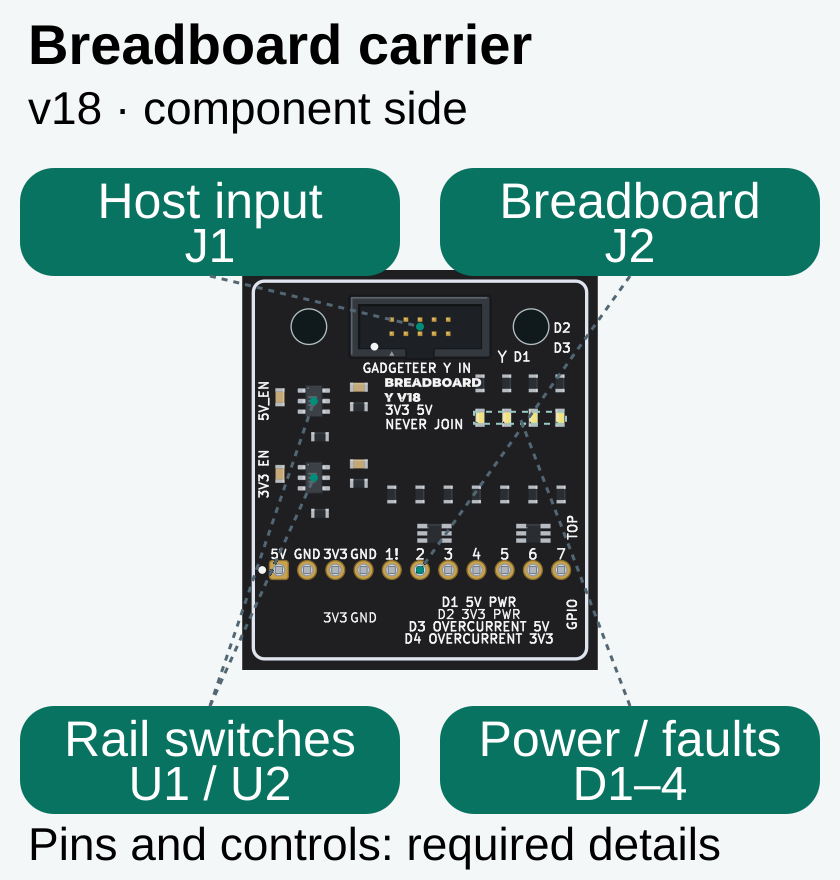 Breadboard carrier
v18 · component side
Host input
J1
Breadboard
J2
D2
D3
Y D1
GADGETEER Y IN
BREADBOARD
Y V18
3V3 5V
NEVER JOIN
5V_EN
3V3 EN
TOP
5V GND 3V3 GND 1! 2 3 4 5 6 7
3V3 GND
D1 5V PWR
D2 3V3 PWR
D3 OVERCURRENT 5V
D4 OVERCURRENT 3V3
GPIO
Rail switches
U1 / U2
Power / faults
D1–4
Pins and controls: required details